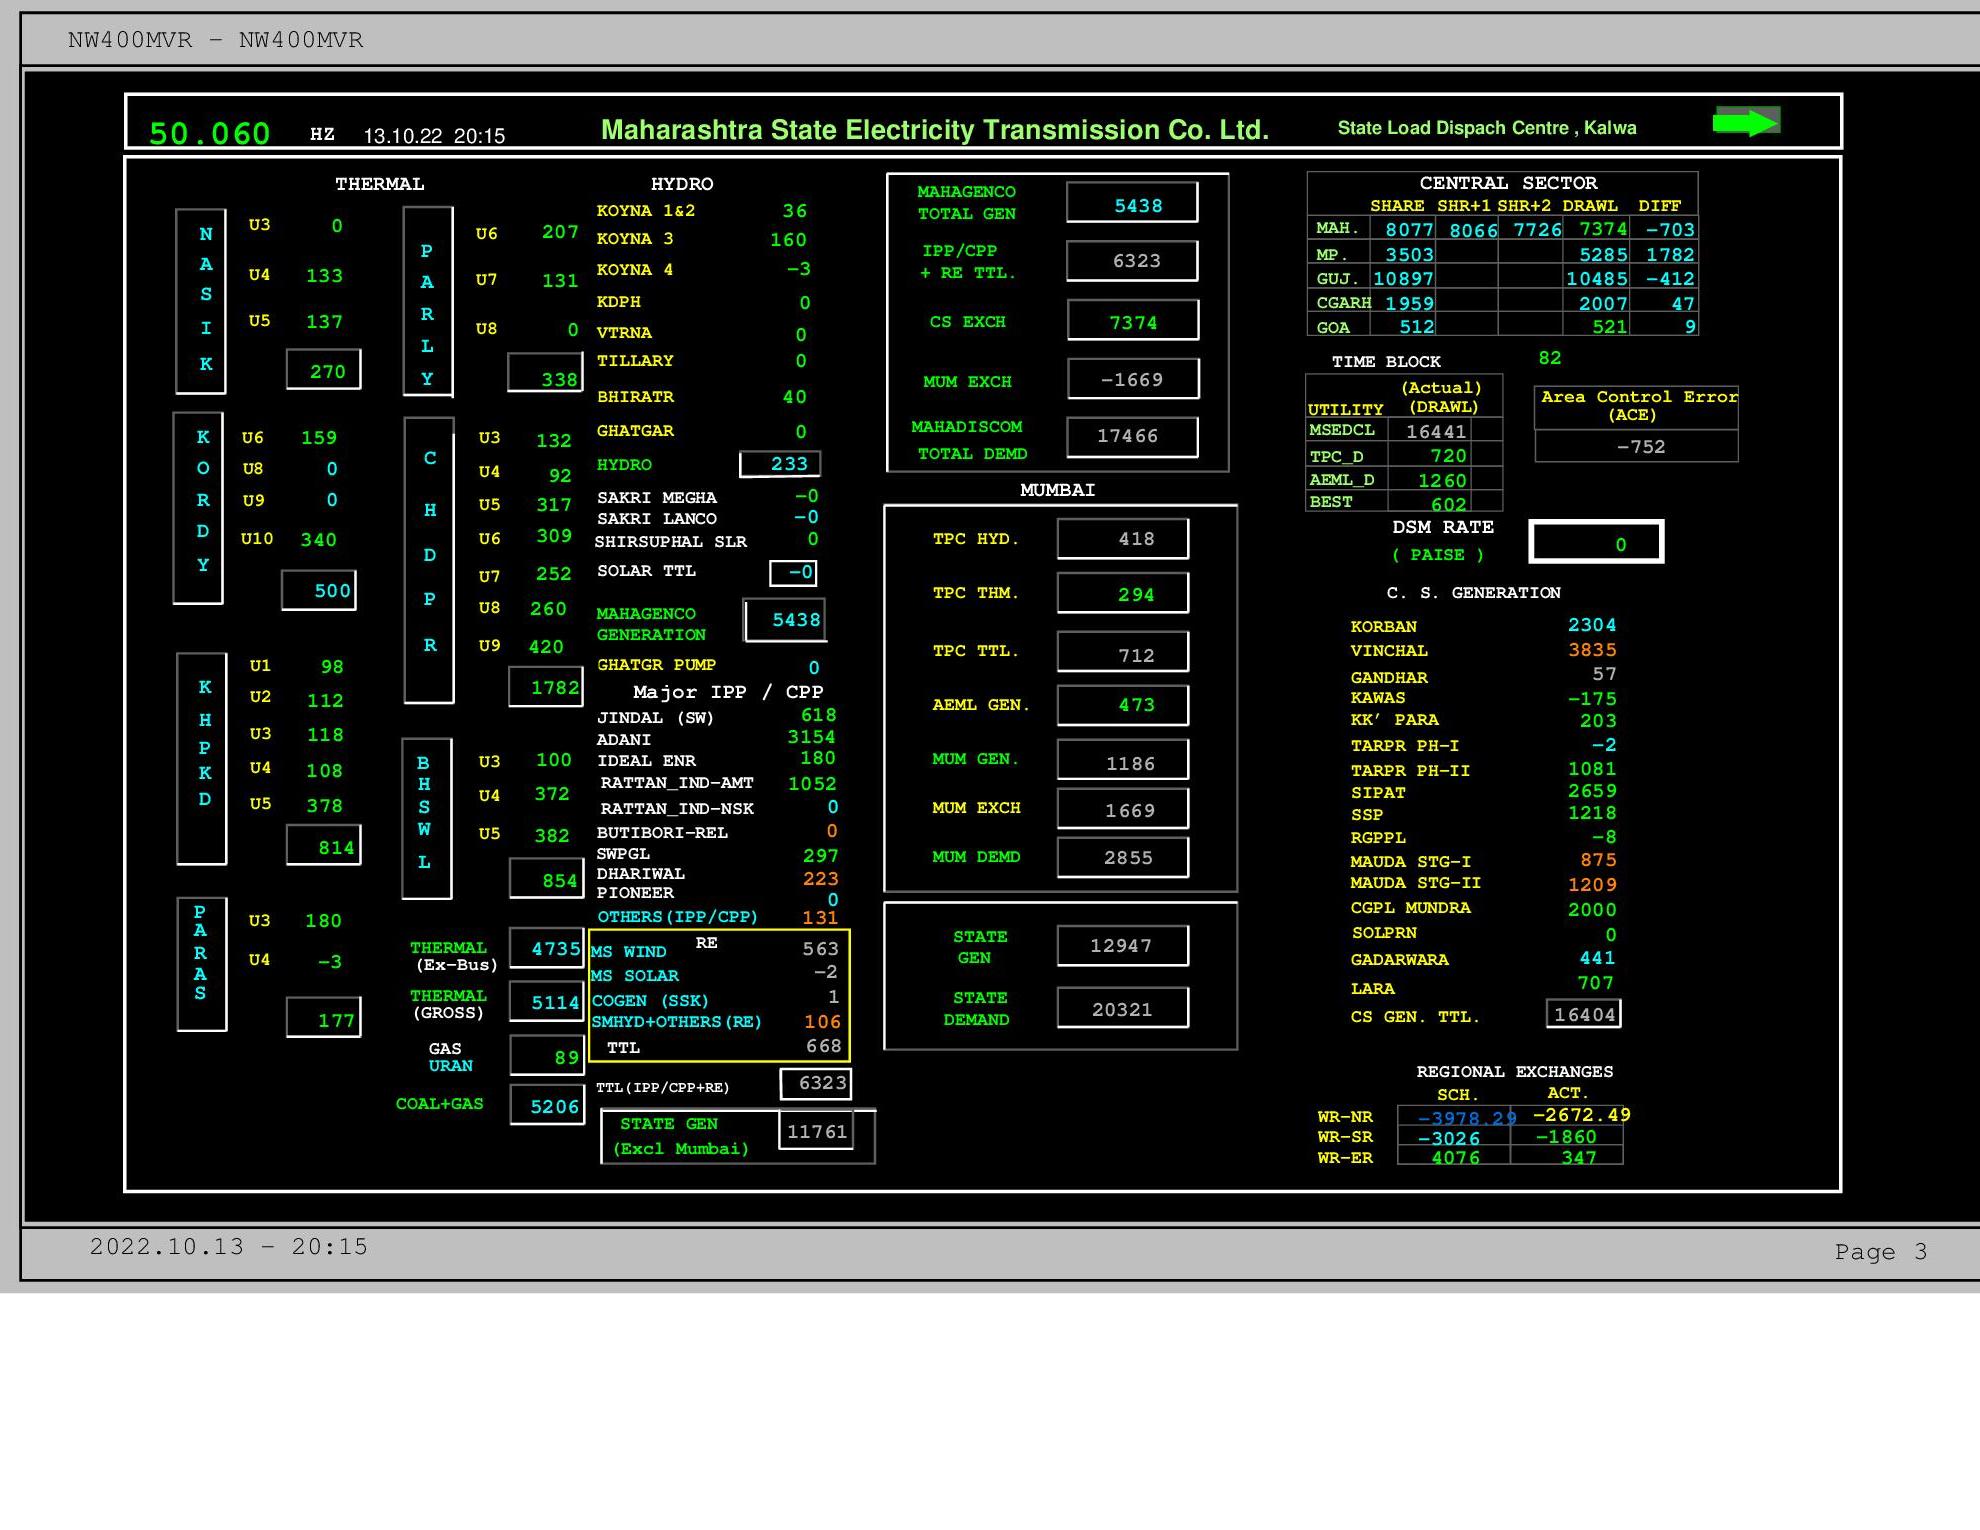 NW400MVR - NW400MVR
50.060 HZ 13.10.22 20:15 Maharashtra State Electricity Transmission Co. Ltd. State Load Dispach Centre , Kalwa
THERMAL
NASIK
U3 0
U4 133
U5 137
270
KORDY
U6 159
U8 0
U9 0
U10 340
500
KHPKD
U1 98
U2 112
U3 118
U4 108
U5 378
814
PARAS
U3 180
U4 -3
177
PARLY
U6 207
U7 131
U8 0
338
CHDPR
U3 132
U4 92
U5 317
U6 309
U7 252
U8 260
U9 420
1782
BHSWL
U3 100
U4 372
U5 382
854
THERMAL (Ex-Bus) 4735
THERMAL (GROSS) 5114
GAS URAN 89
COAL+GAS 5206
HYDRO
KOYNA 1&2 36
KOYNA 3 160
KOYNA 4 -3
KDPH 0
VTRNA 0
TILLARY 0
BHIRATR 40
GHATGAR 0
HYDRO 233
SAKRI MEGHA -0
SAKRI LANCO -0
SHIRSUPHAL SLR 0
SOLAR TTL -0
MAHAGENCO GENERATION 5438
GHATGR PUMP 0
Major IPP / CPP
JINDAL (SW) 618
ADANI 3154
IDEAL ENR 180
RATTAN_IND-AMT 1052
RATTAN_IND-NSK 0
BUTIBORI-REL 0
SWPGL 297
DHARIWAL 223
PIONEER 0
OTHERS(IPP/CPP) 131
RE
MS WIND 563
MS SOLAR -2
COGEN (SSK) 1
SMHYD+OTHERS(RE) 106
TTL 668
TTL(IPP/CPP+RE) 6323
STATE GEN (Excl Mumbai) 11761
MAHAGENCO TOTAL GEN 5438
IPP/CPP + RE TTL. 6323
CS EXCH 7374
MUM EXCH -1669
MAHADISCOM TOTAL DEMD 17466
MUMBAI
TPC HYD. 418
TPC THM. 294
TPC TTL. 712
AEML GEN. 473
MUM GEN. 1186
MUM EXCH 1669
MUM DEMD 2855
STATE GEN 12947
STATE DEMAND 20321
CENTRAL SECTOR
SHARE SHR+1 SHR+2 DRAWL DIFF
MAH. 8077 8066 7726 7374 -703
MP. 3503 5285 1782
GUJ. 10897 10485 -412
CGARH 1959 2007 47
GOA 512 521 9
TIME BLOCK 82
UTILITY (Actual) (DRAWL)
MSEDCL 16441
TPC_D 720
AEML_D 1260
BEST 602
Area Control Error (ACE)
-752
DSM RATE ( PAISE ) 0
C. S. GENERATION
KORBAN 2304
VINCHAL 3835
GANDHAR 57
KAWAS -175
KK' PARA 203
TARPR PH-I -2
TARPR PH-II 1081
SIPAT 2659
SSP 1218
RGPPL -8
MAUDA STG-I 875
MAUDA STG-II 1209
CGPL MUNDRA 2000
SOLPRN 0
GADARWARA 441
LARA 707
CS GEN. TTL. 16404
REGIONAL EXCHANGES
SCH. ACT.
WR-NR -3978.29 -2672.49
WR-SR -3026 -1860
WR-ER 4076 347
2022.10.13 - 20:15
Page 3